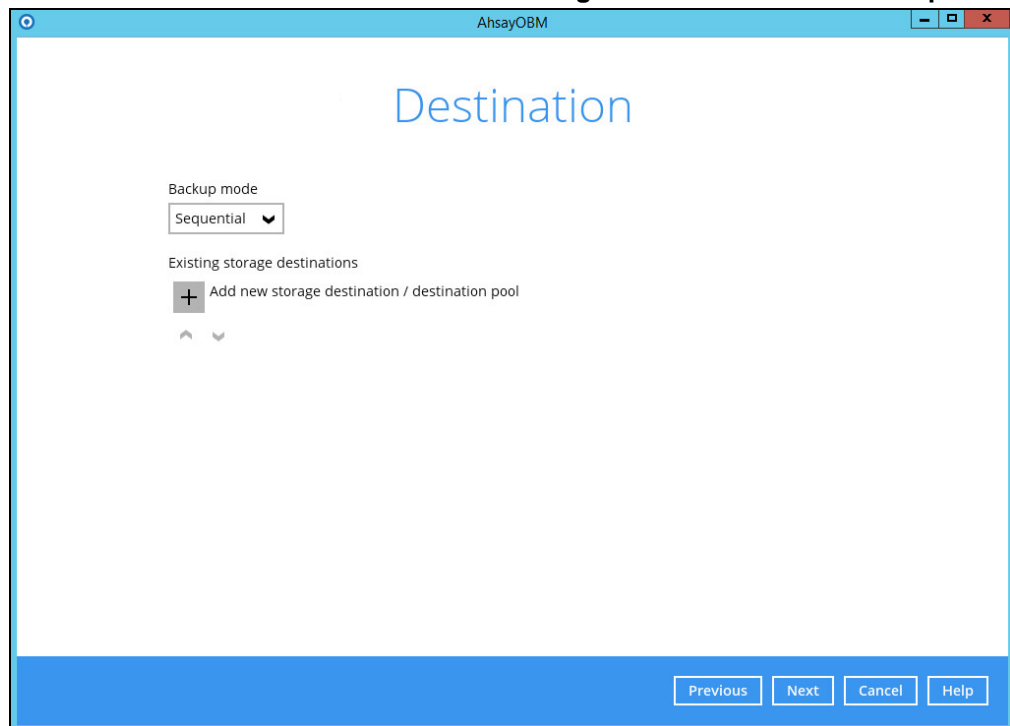 AhsayOBM
Destination
Backup mode
Sequential
Existing storage destinations
Add new storage destination / destination pool
Previous Next Cancel Help